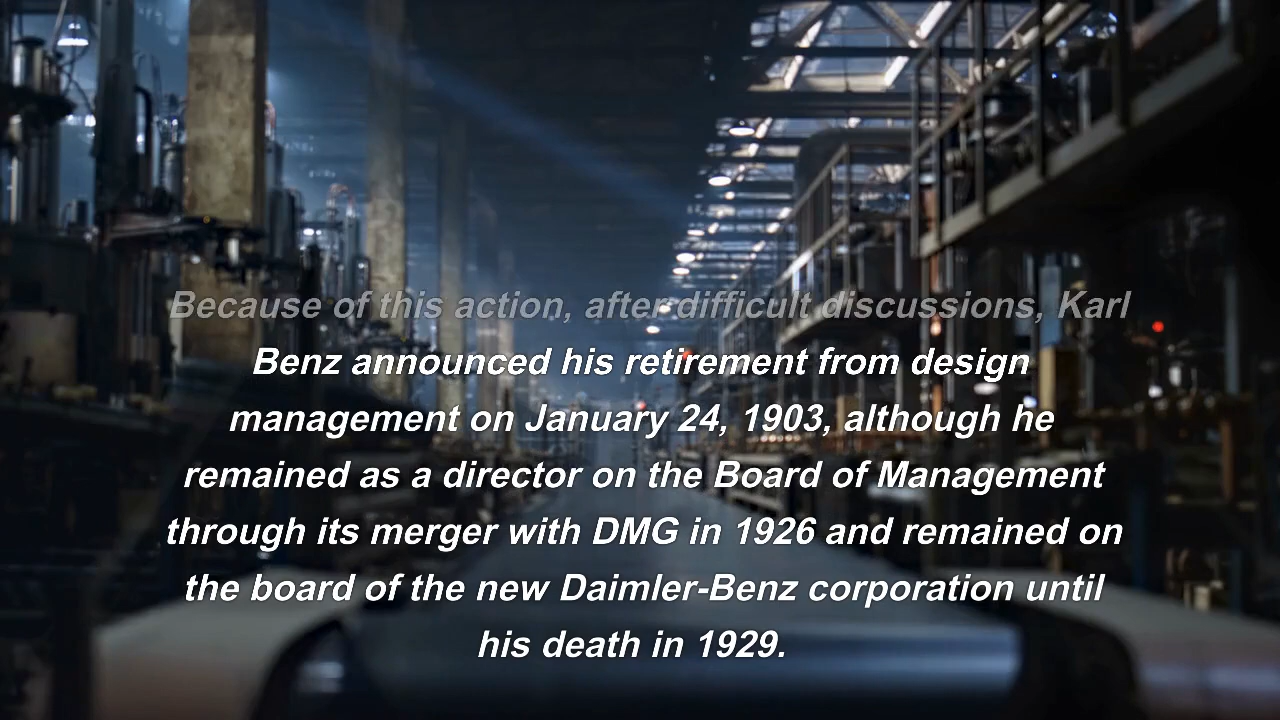 Because of this action, after difficult discussions, Karl
Benz announced his retirement from design
management on January 24, 1903, although he
remained as a director on the Board of Management
through its merger with DMG in 1926 and remained on
the board of the new Daimler-Benz corporation until
his death in 1929.